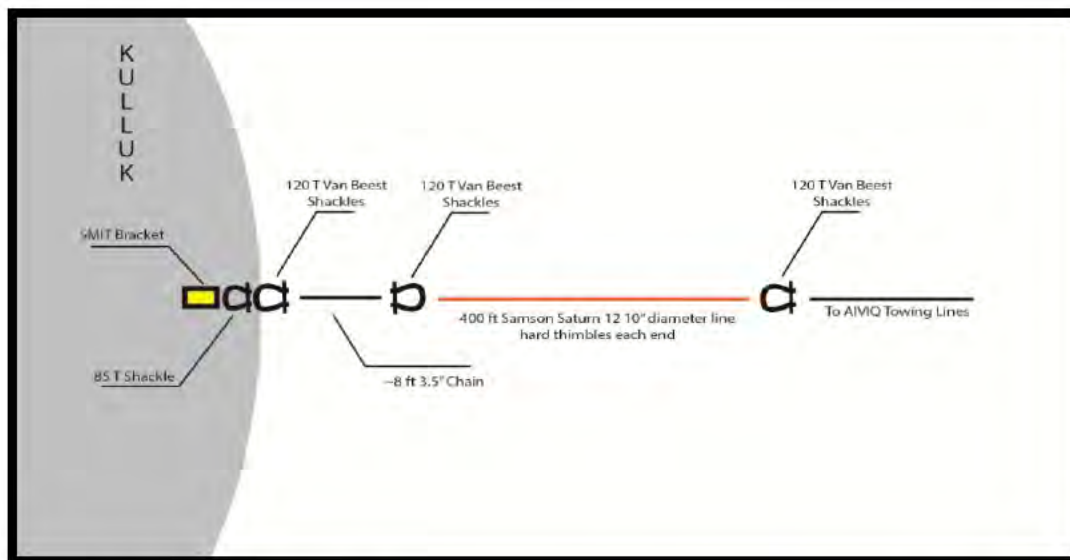 KULLUK
120 T Van Beest
Shackles
120 T Van Beest
Shackles
120 T Van Beest
Shackles
SMIT Bracket
400 ft Samson Saturn 12 10" diameter line
hard thimbles each end
To AIVIQ Towing Lines
85 T Shackle
~8 ft 3.5" Chain